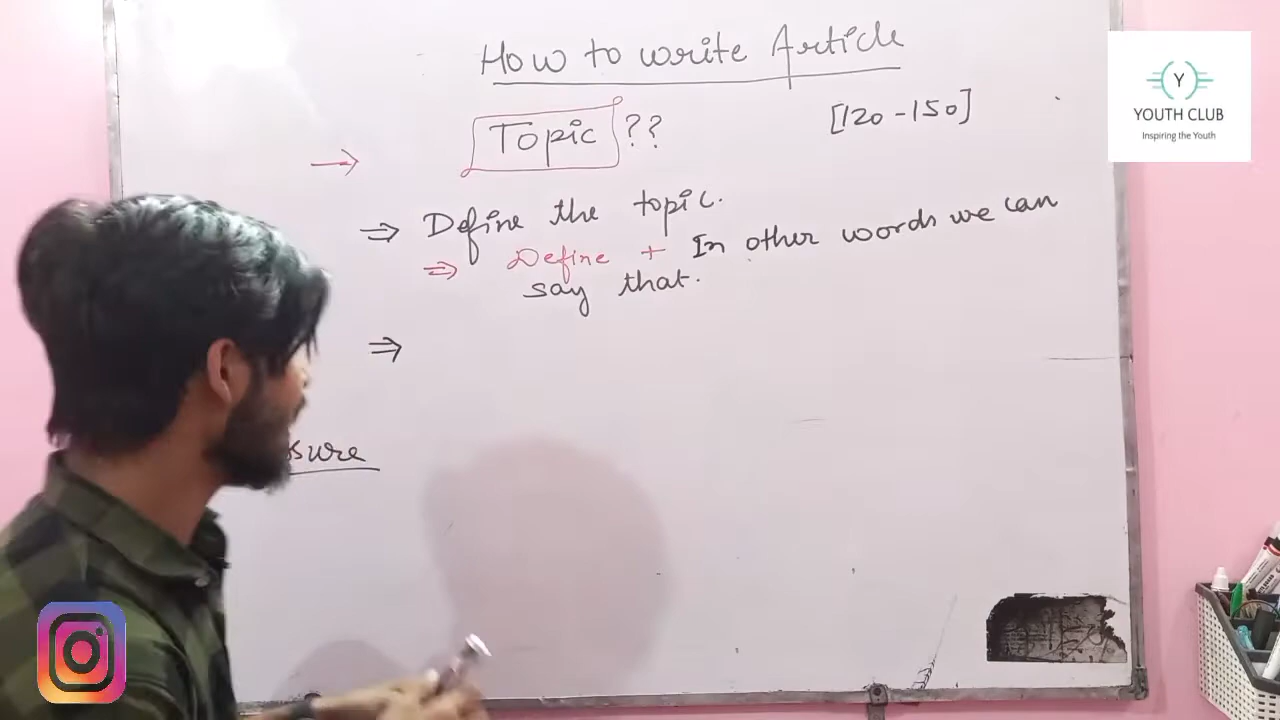 How to write Article
Topic ??
[120-150]
YOUTH CLUB
Inspiring the Youth
Y
→
⇒ Define the topic.
⇒ Define + In other words we can
say that.
⇒